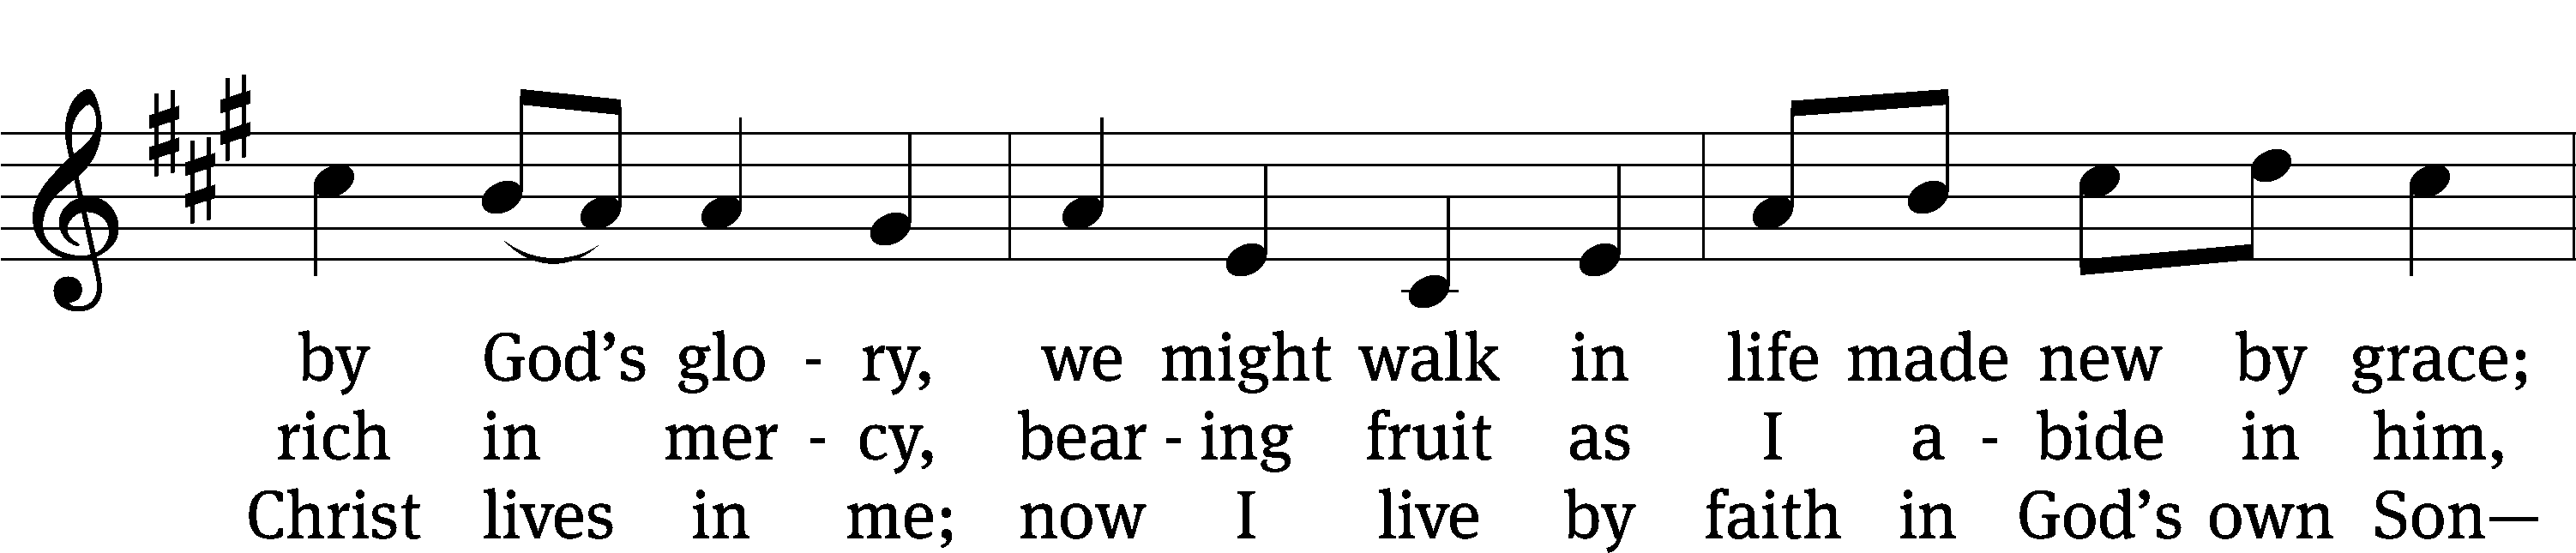 by God’s glo - ry, we might walk in life made new by grace;
rich in mer - cy, bear - ing fruit as I a - bide in him,
Christ lives in me; now I live by faith in God’s own Son—